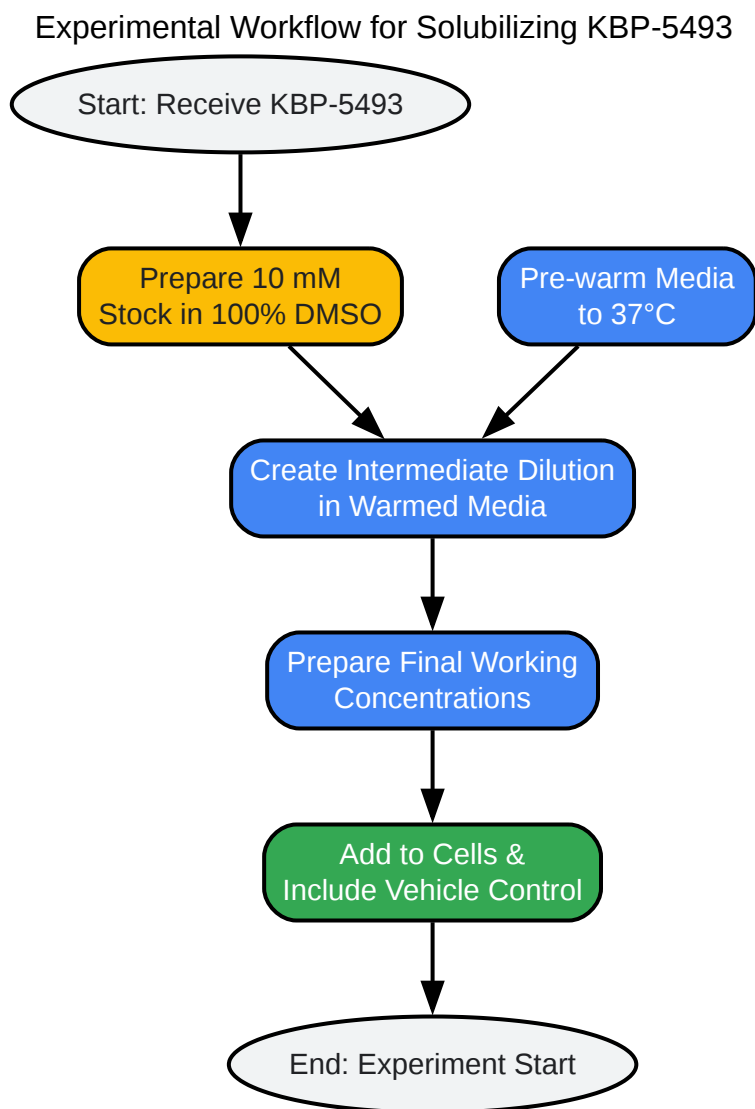 Experimental Workflow for Solubilizing KBP-5493
Start: Receive KBP-5493
Prepare 10 mM
Stock in 100% DMSO
Pre-warm Media
to 37°C
Create Intermediate Dilution
in Warmed Media
Prepare Final Working
Concentrations
Add to Cells &
Include Vehicle Control
End: Experiment Start